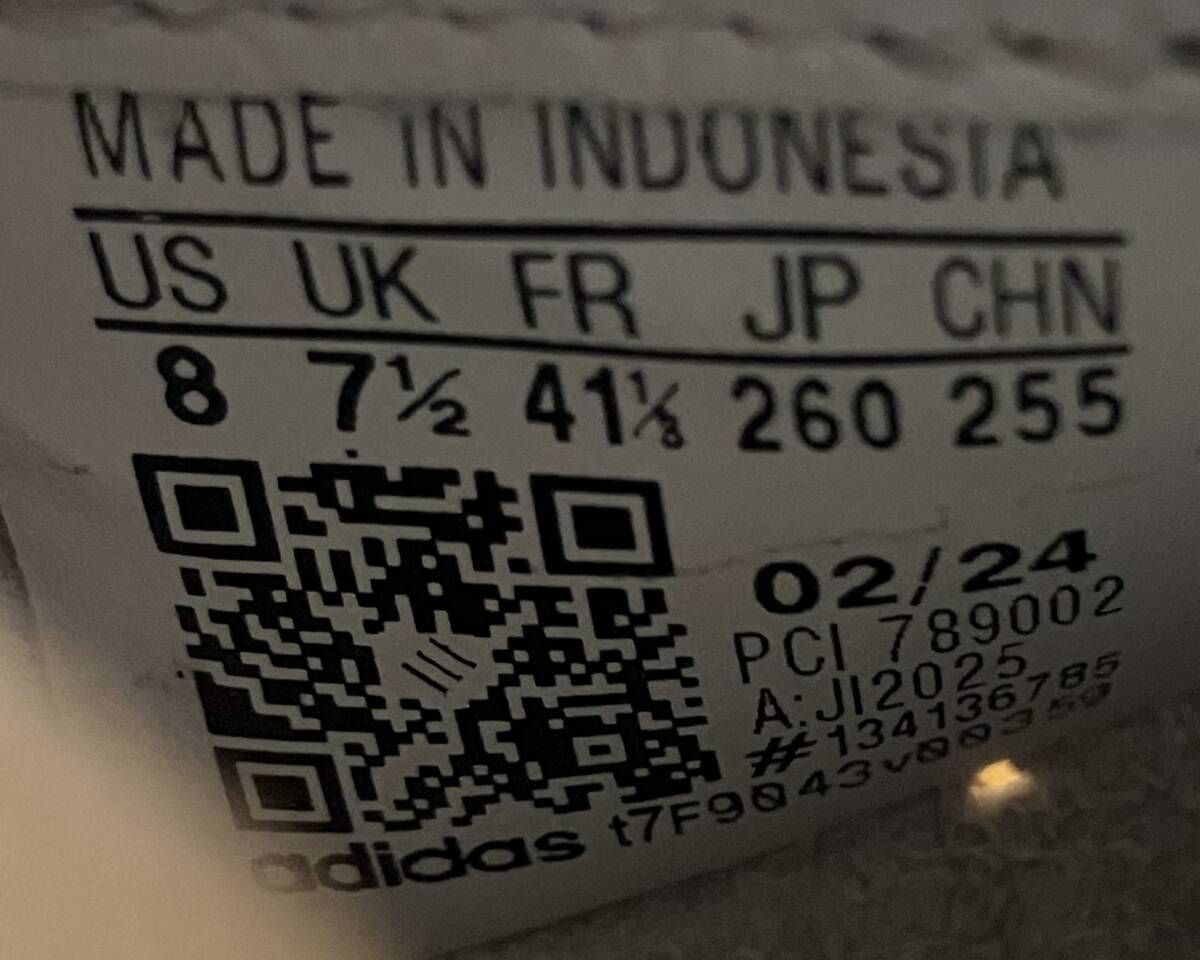 MADE IN INDONESIA
US UK FR JP CHN
8 7½ 41⅓ 260 255
02/24
PCI 789002
A:JI2025
#134136785
adidas t7F9043v00359